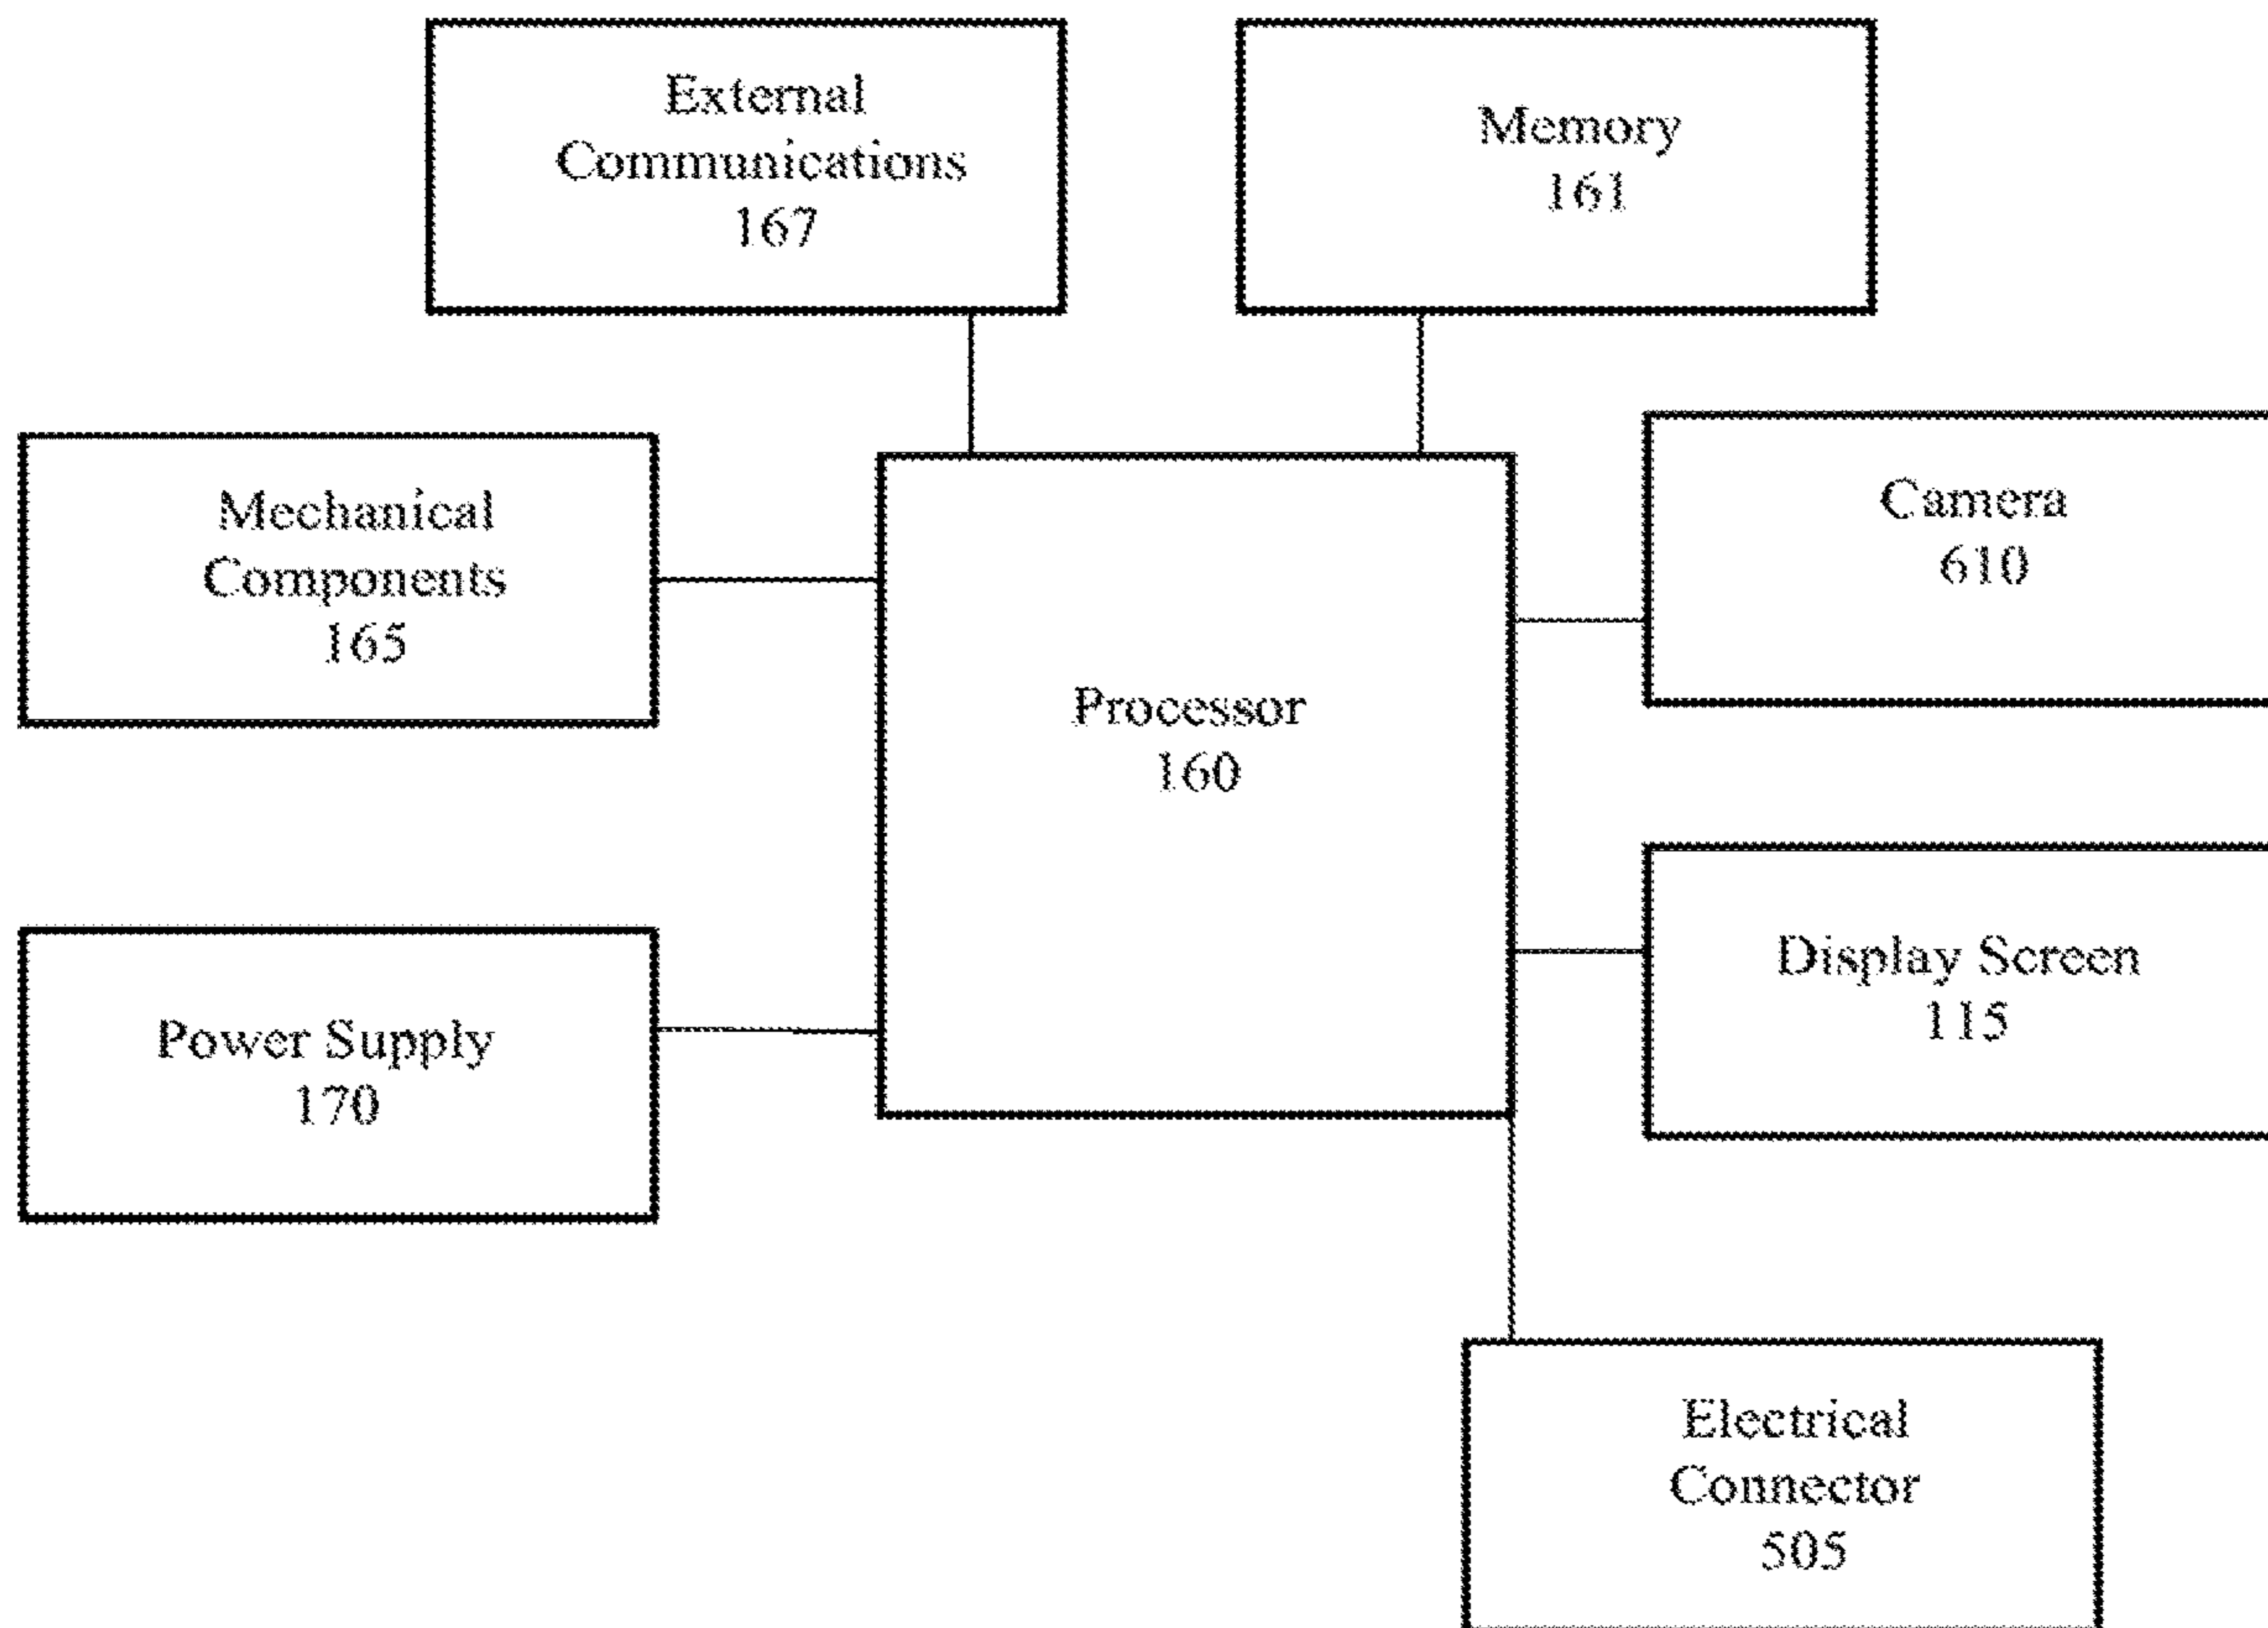 External
Communications
167
Memory
161
Mechanical
Components
165
Camera
610
Processor
160
Display Screen
115
Power Supply
170
Electrical
Connector
505